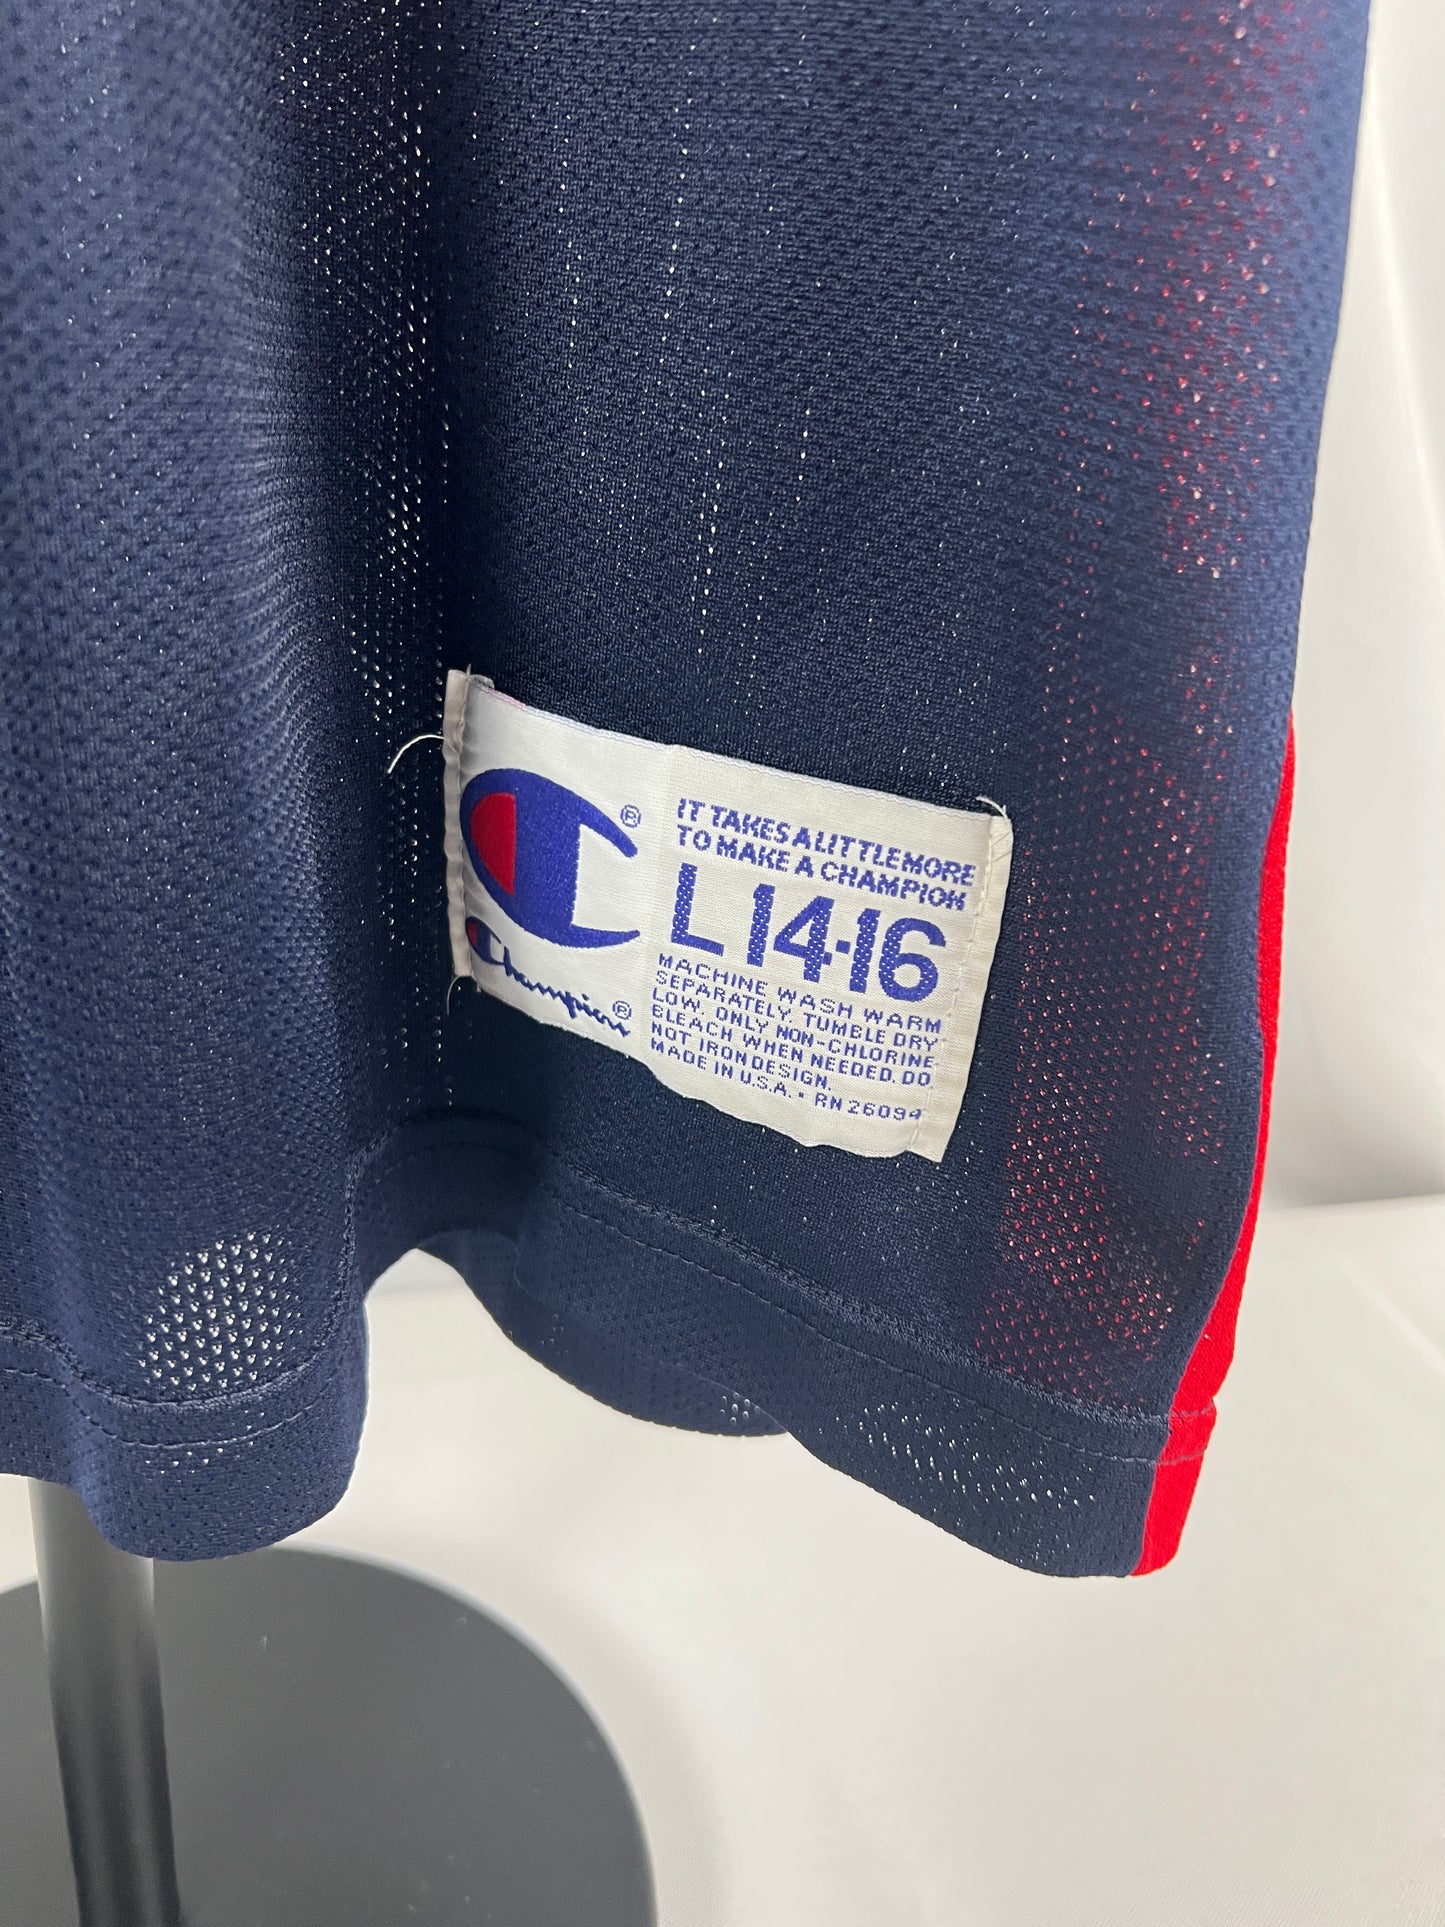 ®
Champion®
IT TAKES A LITTLE MORE
TO MAKE A CHAMPION
L 14-16
MACHINE WASH WARM
SEPARATELY. TUMBLE DRY
LOW. ONLY NON-CHLORINE
BLEACH WHEN NEEDED. DO
NOT IRON DESIGN.
MADE IN U.S.A. • RN 26094